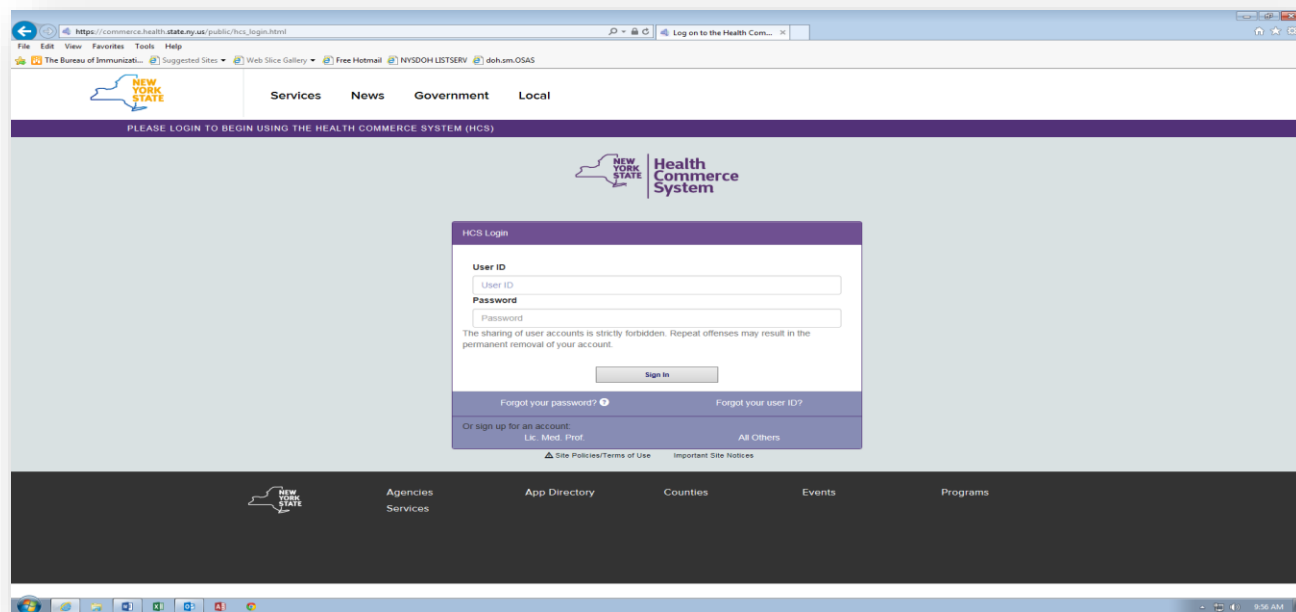 https://commerce.health.state.ny.us/public/hcs_login.html
Log on to the Health Com...
File Edit View Favorites Tools Help
The Bureau of Immunizati... Suggested Sites Web Slice Gallery Free Hotmail NYSDOH LISTSERV doh.sm.OSAS
NEW
YORK
STATE
Services News Government Local
PLEASE LOGIN TO BEGIN USING THE HEALTH COMMERCE SYSTEM (HCS)
NEW
YORK
STATE
Health
Commerce
System
HCS Login
User ID
User ID
Password
Password
The sharing of user accounts is strictly forbidden. Repeat offenses may result in the
permanent removal of your account.
Sign In
Forgot your password? Forgot your user ID?
Or sign up for an account:
Lic. Med. Prof. All Others
Site Policies/Terms of Use Important Site Notices
NEW
YORK
STATE
Agencies App Directory Counties Events Programs
Services
9:56 AM